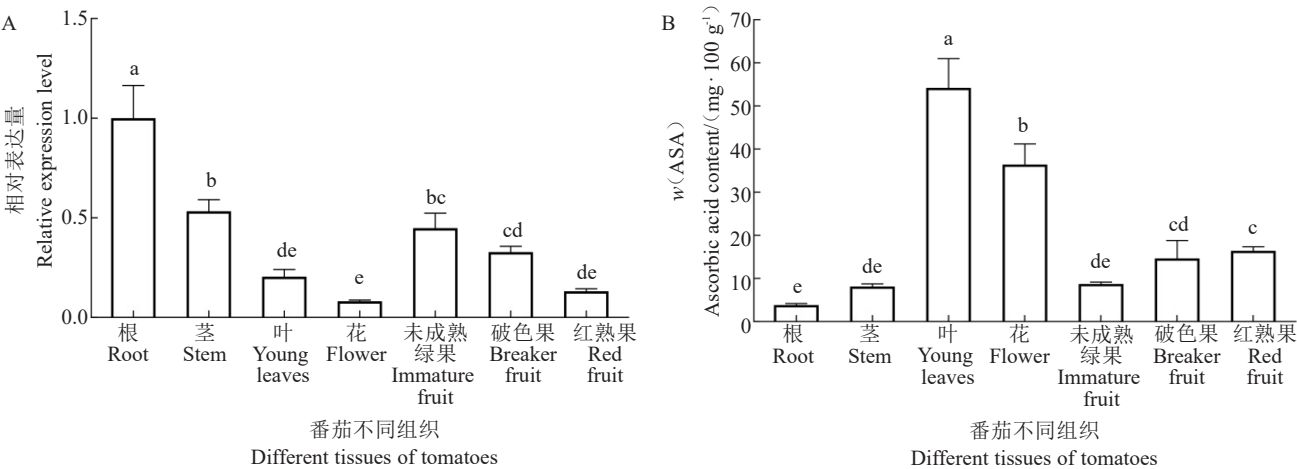 A
相对表达量
Relative expression level
1.5
1.0
0.5
0.0
a
b
de
e
bc
cd
de
根
Root
茎
Stem
叶
Young
leaves
花
Flower
未成熟
绿果
Immature
fruit
破色果
Breaker
fruit
红熟果
Red
fruit
番茄不同组织
Different tissues of tomatoes
B
w(ASA)
Ascorbic acid content/(mg · 100 g⁻¹)
70
60
50
40
30
20
10
0
e
de
a
b
de
cd
c
根
Root
茎
Stem
叶
Young
leaves
花
Flower
未成熟
绿果
Immature
fruit
破色果
Breaker
fruit
红熟果
Red
fruit
番茄不同组织
Different tissues of tomatoes